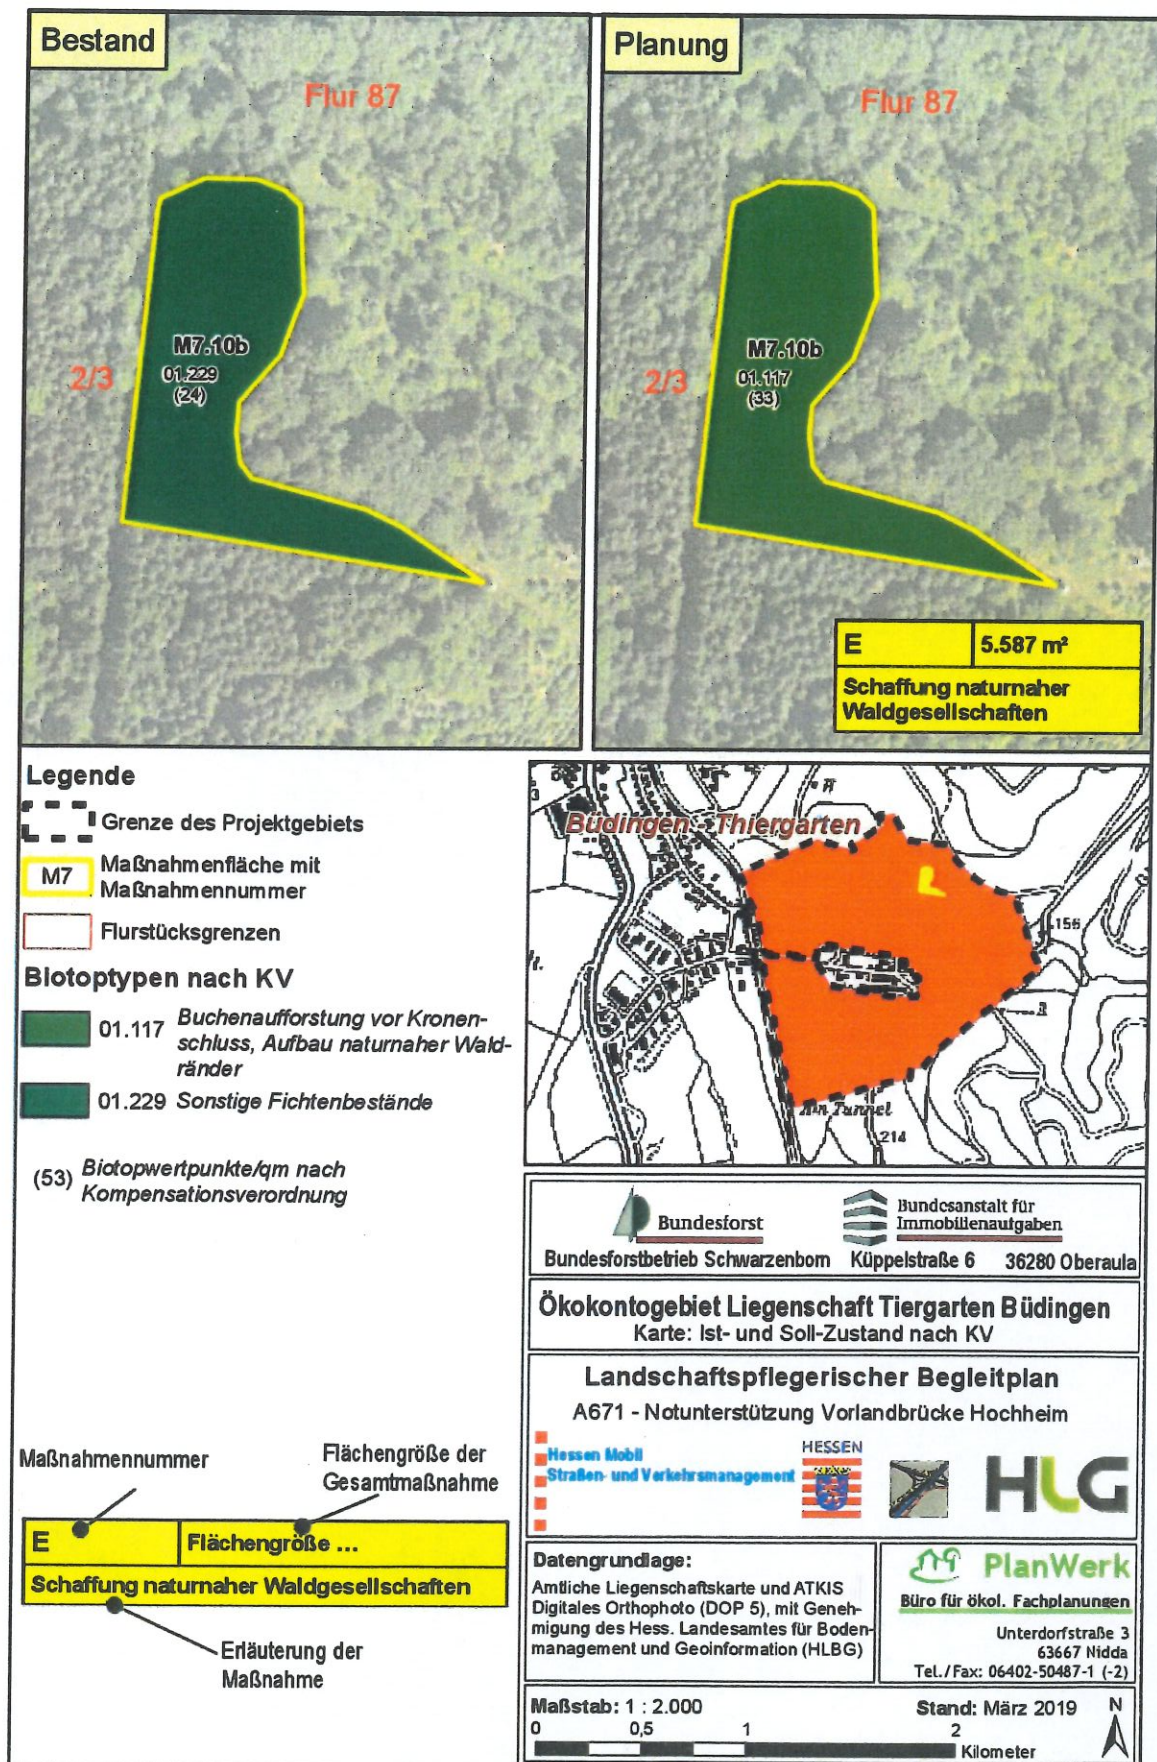 Bestand
Flur 87
M7.10b
2/3
01.229
(24)
Planung
Flur 87
M7.10b
2/3
01.117
(33)
E
5.587 m²
Schaffung naturnaher
Waldgesellschaften
Legende
Grenze des Projektgebiets
M7
Maßnahmenfläche mit
Maßnahmennummer
Flurstücksgrenzen
Biotoptypen nach KV
01.117 Buchenaufforstung vor Kronen-
schluss, Aufbau naturnaher Wald-
ränder
01.229 Sonstige Fichtenbestände
(53) Biotopwertpunkte/qm nach
Kompensationsverordnung
Büdingen - Thiergarten
156
214
Bundesforst
Bundesanstalt für
Immobilienaufgaben
Bundesforstbetrieb Schwarzenborn Küppelstraße 6 36280 Oberaula
Ökokontogebiet Liegenschaft Tiergarten Büdingen
Karte: Ist- und Soll-Zustand nach KV
Landschaftspflegerischer Begleitplan
A671 - Notunterstützung Vorlandbrücke Hochheim
Hessen Mobil
Straßen- und Verkehrsmanagement
HESSEN
HLG
Maßnahmennummer
Flächengröße der
Gesamtmaßnahme
E
Flächengröße ...
Schaffung naturnaher Waldgesellschaften
Erläuterung der
Maßnahme
Datengrundlage:
Amtliche Liegenschaftskarte und ATKIS
Digitales Orthophoto (DOP 5), mit Geneh-
migung des Hess. Landesamtes für Boden-
management und Geoinformation (HLBG)
PlanWerk
Büro für ökol. Fachplanungen
Unterdorfstraße 3
63667 Nidda
Tel./Fax: 06402-50487-1 (-2)
Maßstab: 1 : 2.000
Stand: März 2019
N
0 0,5 1 2
Kilometer